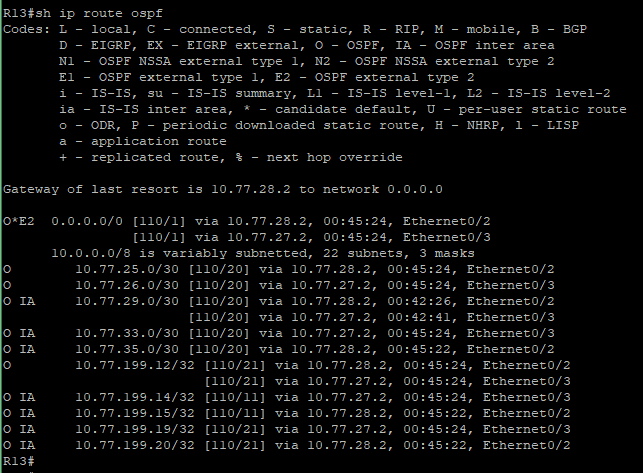 R13#sh ip route ospf
Codes: L - local, C - connected, S - static, R - RIP, M - mobile, B - BGP
       D - EIGRP, EX - EIGRP external, O - OSPF, IA - OSPF inter area
       N1 - OSPF NSSA external type 1, N2 - OSPF NSSA external type 2
       E1 - OSPF external type 1, E2 - OSPF external type 2
       i - IS-IS, su - IS-IS summary, L1 - IS-IS level-1, L2 - IS-IS level-2
       ia - IS-IS inter area, * - candidate default, U - per-user static route
       o - ODR, P - periodic downloaded static route, H - NHRP, l - LISP
       a - application route
       + - replicated route, % - next hop override

Gateway of last resort is 10.77.28.2 to network 0.0.0.0

O*E2  0.0.0.0/0 [110/1] via 10.77.28.2, 00:45:24, Ethernet0/2
                [110/1] via 10.77.27.2, 00:45:24, Ethernet0/3
      10.0.0.0/8 is variably subnetted, 22 subnets, 3 masks
O        10.77.25.0/30 [110/20] via 10.77.28.2, 00:45:24, Ethernet0/2
O        10.77.26.0/30 [110/20] via 10.77.27.2, 00:45:24, Ethernet0/3
O IA     10.77.29.0/30 [110/20] via 10.77.28.2, 00:42:26, Ethernet0/2
                       [110/20] via 10.77.27.2, 00:42:41, Ethernet0/3
O IA     10.77.33.0/30 [110/20] via 10.77.27.2, 00:45:24, Ethernet0/3
O IA     10.77.35.0/30 [110/20] via 10.77.28.2, 00:45:22, Ethernet0/2
O        10.77.199.12/32 [110/21] via 10.77.28.2, 00:45:24, Ethernet0/2
                         [110/21] via 10.77.27.2, 00:45:24, Ethernet0/3
O IA     10.77.199.14/32 [110/11] via 10.77.27.2, 00:45:24, Ethernet0/3
O IA     10.77.199.15/32 [110/11] via 10.77.28.2, 00:45:22, Ethernet0/2
O IA     10.77.199.19/32 [110/21] via 10.77.27.2, 00:45:24, Ethernet0/3
O IA     10.77.199.20/32 [110/21] via 10.77.28.2, 00:45:22, Ethernet0/2
R13#